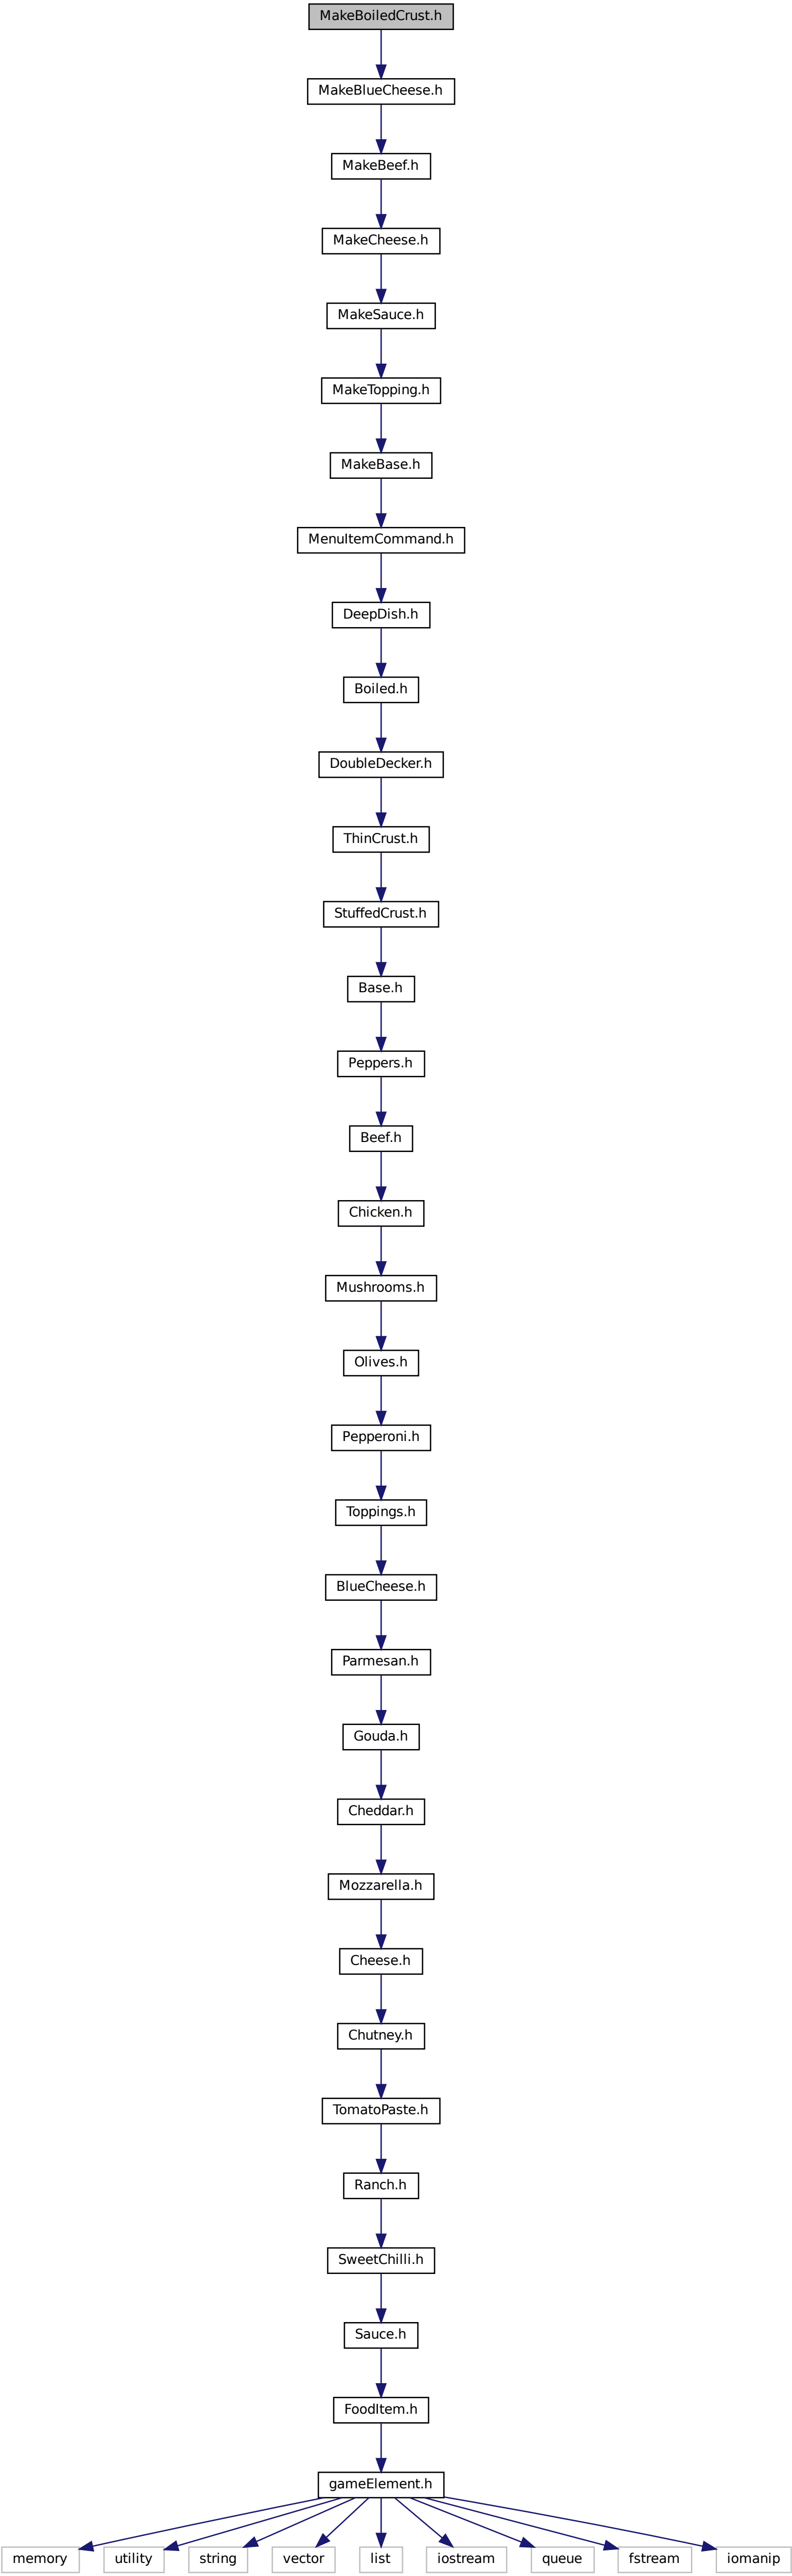 MakeBoiledCrust.h
MakeBlueCheese.h
MakeBeef.h
MakeCheese.h
MakeSauce.h
MakeTopping.h
MakeBase.h
MenuItemCommand.h
DeepDish.h
Boiled.h
DoubleDecker.h
ThinCrust.h
StuffedCrust.h
Base.h
Peppers.h
Beef.h
Chicken.h
Mushrooms.h
Olives.h
Pepperoni.h
Toppings.h
BlueCheese.h
Parmesan.h
Gouda.h
Cheddar.h
Mozzarella.h
Cheese.h
Chutney.h
TomatoPaste.h
Ranch.h
SweetChilli.h
Sauce.h
FoodItem.h
gameElement.h
memory utility string vector list iostream queue fstream iomanip